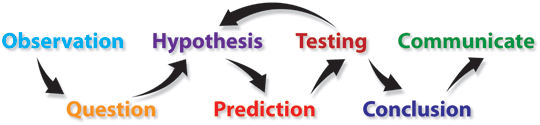 Observation Hypothesis Testing Communicate
Question Prediction Conclusion